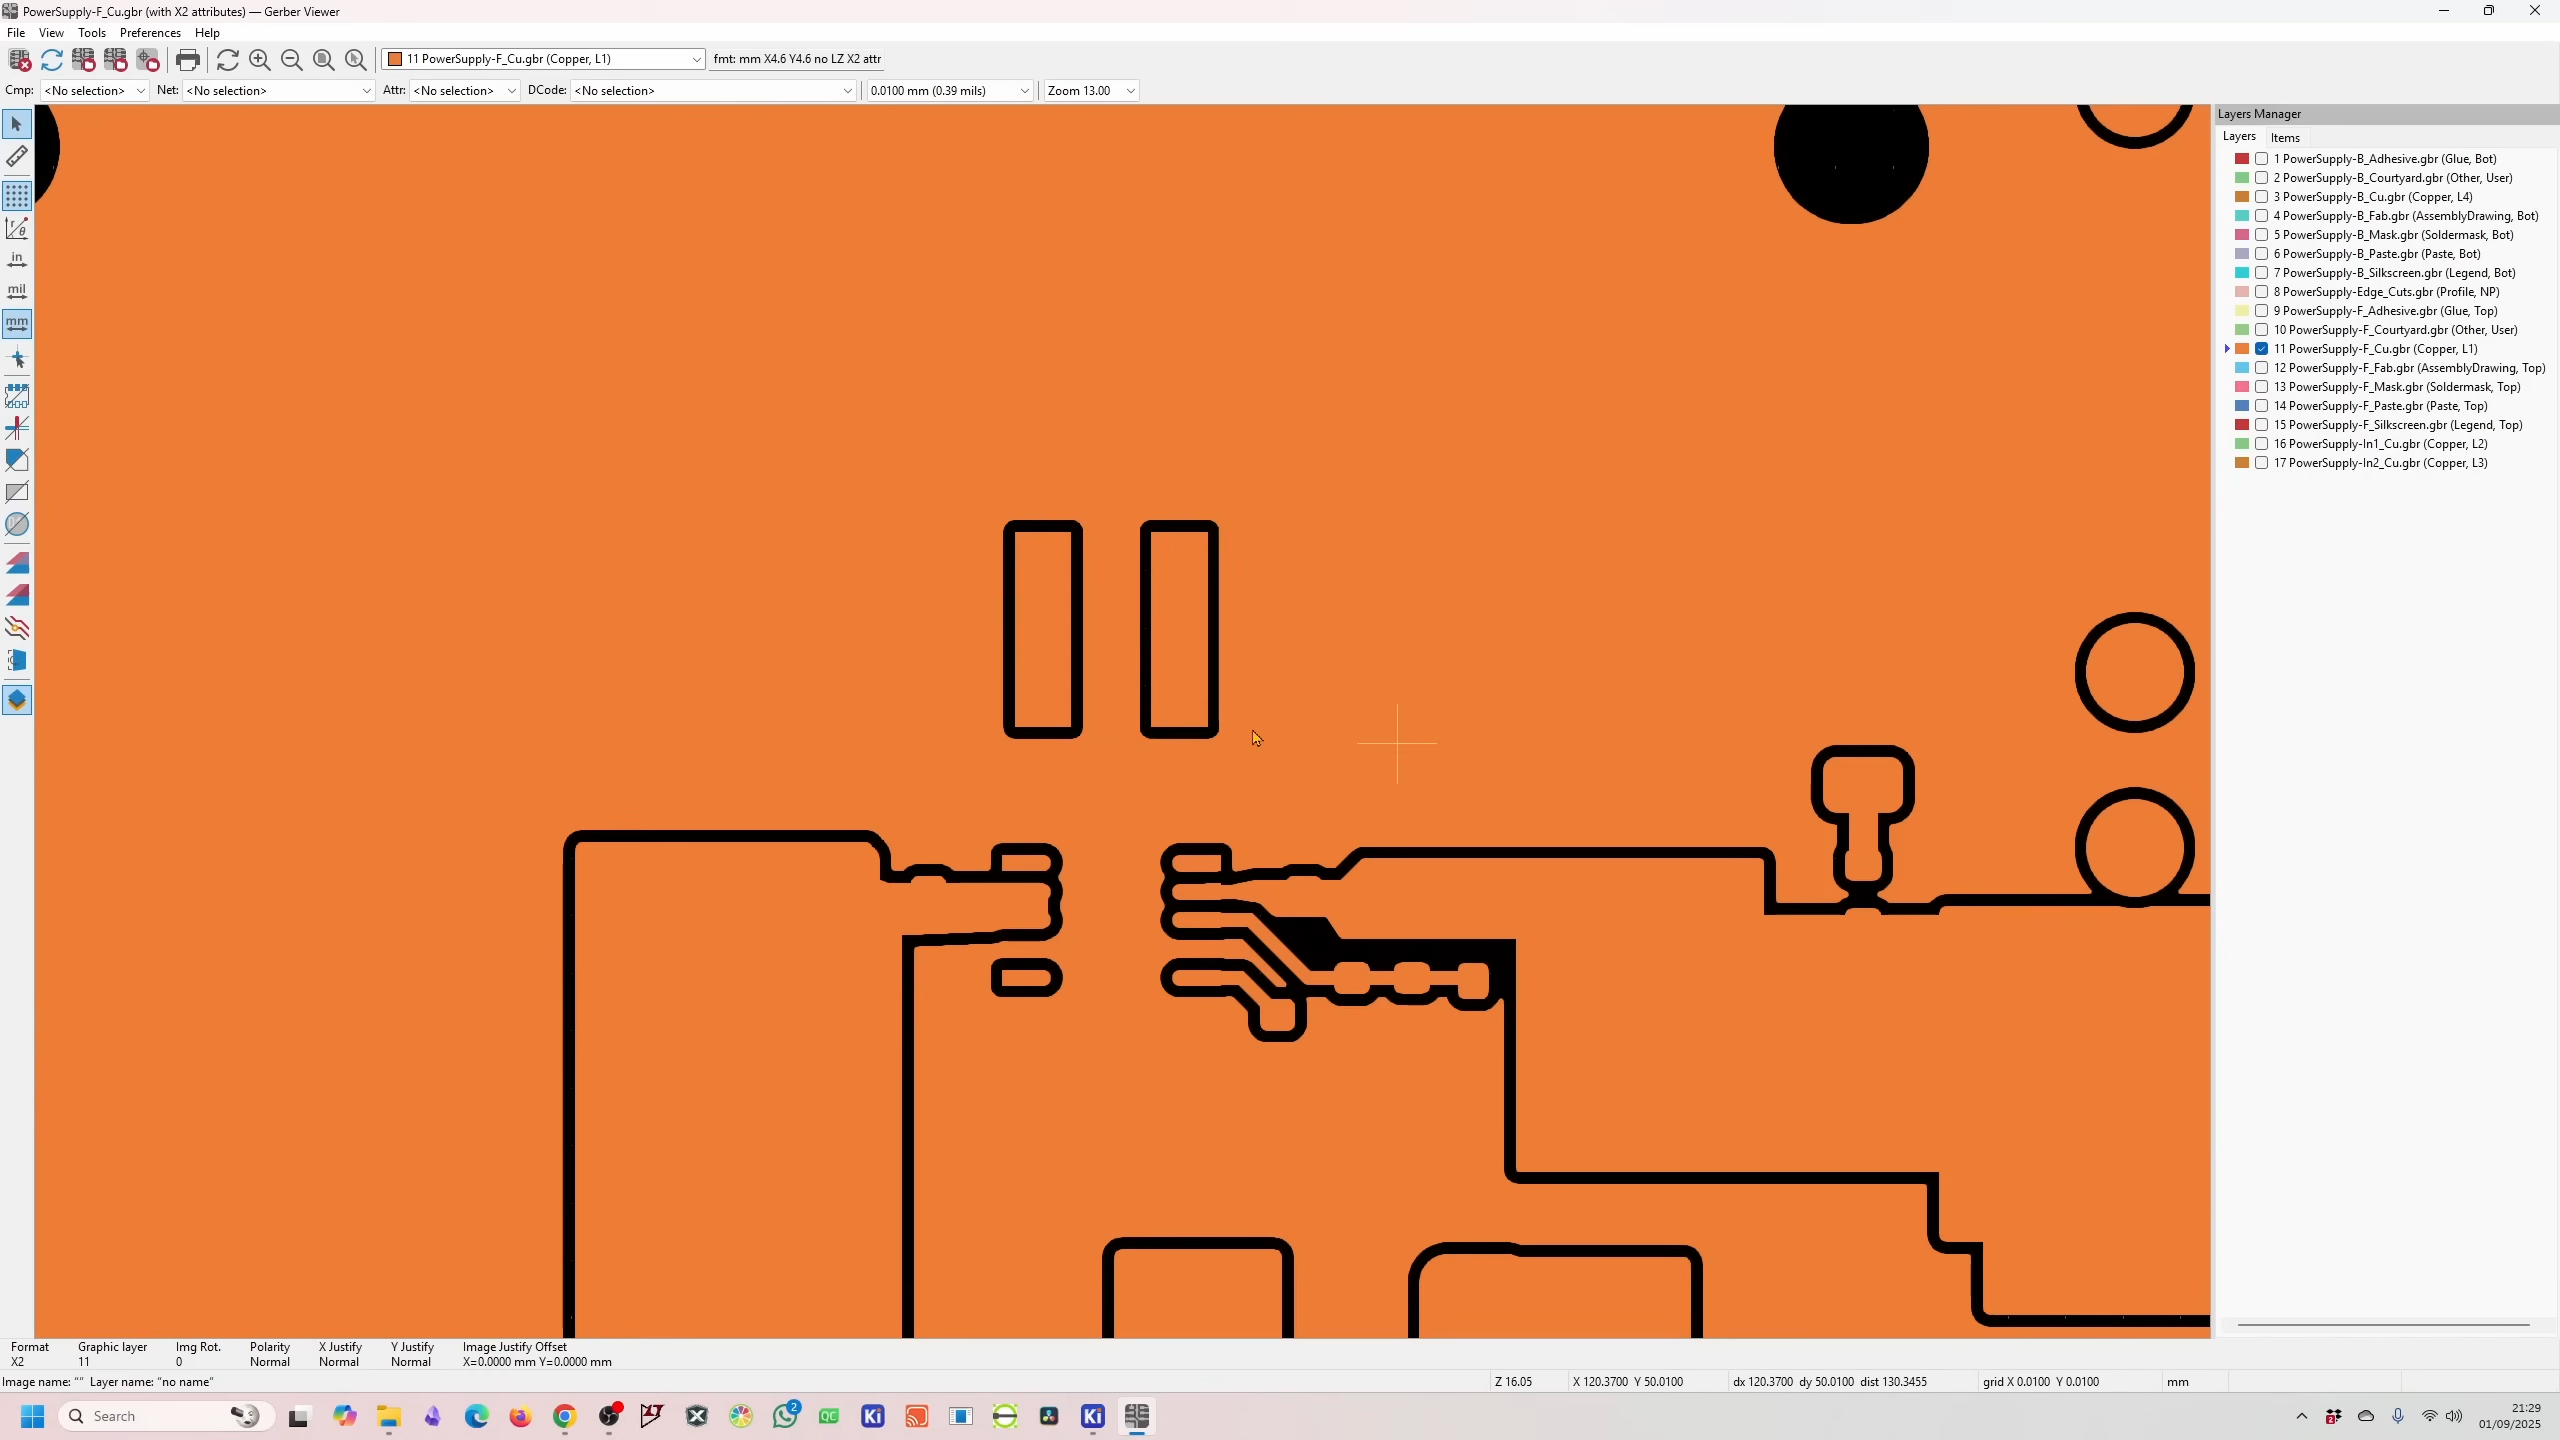 PowerSupply-F_Cu.gbr (with X2 attributes) — Gerber Viewer
File View Tools Preferences Help
11 PowerSupply-F_Cu.gbr (Copper, L1) fmt: mm X4.6 Y4.6 no LZ X2 attr
Cmp: <No selection> Net: <No selection> Attr: <No selection> DCode: <No selection> 0.0100 mm (0.39 mils) Zoom 13.00
in
mil
mm
Layers Manager
Layers Items
1 PowerSupply-B_Adhesive.gbr (Glue, Bot)
2 PowerSupply-B_Courtyard.gbr (Other, User)
3 PowerSupply-B_Cu.gbr (Copper, L4)
4 PowerSupply-B_Fab.gbr (AssemblyDrawing, Bot)
5 PowerSupply-B_Mask.gbr (Soldermask, Bot)
6 PowerSupply-B_Paste.gbr (Paste, Bot)
7 PowerSupply-B_Silkscreen.gbr (Legend, Bot)
8 PowerSupply-Edge_Cuts.gbr (Profile, NP)
9 PowerSupply-F_Adhesive.gbr (Glue, Top)
10 PowerSupply-F_Courtyard.gbr (Other, User)
11 PowerSupply-F_Cu.gbr (Copper, L1)
12 PowerSupply-F_Fab.gbr (AssemblyDrawing, Top)
13 PowerSupply-F_Mask.gbr (Soldermask, Top)
14 PowerSupply-F_Paste.gbr (Paste, Top)
15 PowerSupply-F_Silkscreen.gbr (Legend, Top)
16 PowerSupply-In1_Cu.gbr (Copper, L2)
17 PowerSupply-In2_Cu.gbr (Copper, L3)
Format Graphic layer Img Rot. Polarity X Justify Y Justify Image Justify Offset
X2 11 0 Normal Normal Normal X=0.0000 mm Y=0.0000 mm
Image name: "" Layer name: "no name" Z 16.05 X 120.3700 Y 50.0100 dx 120.3700 dy 50.0100 dist 130.3455 grid X 0.0100 Y 0.0100 mm
Search 2 QC Ki Ki 2 21:29
01/09/2025